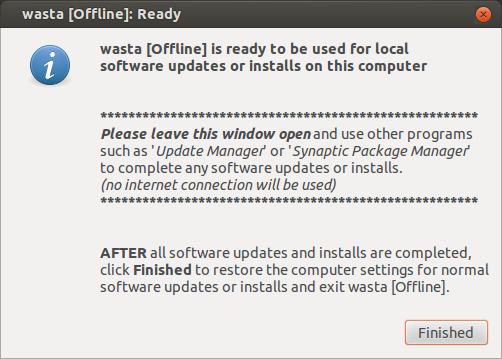 wasta [Offline]: Ready
wasta [Offline] is ready to be used for local
software updates or installs on this computer
******************************************************
Please leave this window open and use other programs
such as 'Update Manager' or 'Synaptic Package Manager'
to complete any software updates or installs.
(no internet connection will be used)
******************************************************
AFTER all software updates and installs are completed,
click Finished to restore the computer settings for normal
software updates or installs and exit wasta [Offline].
Finished